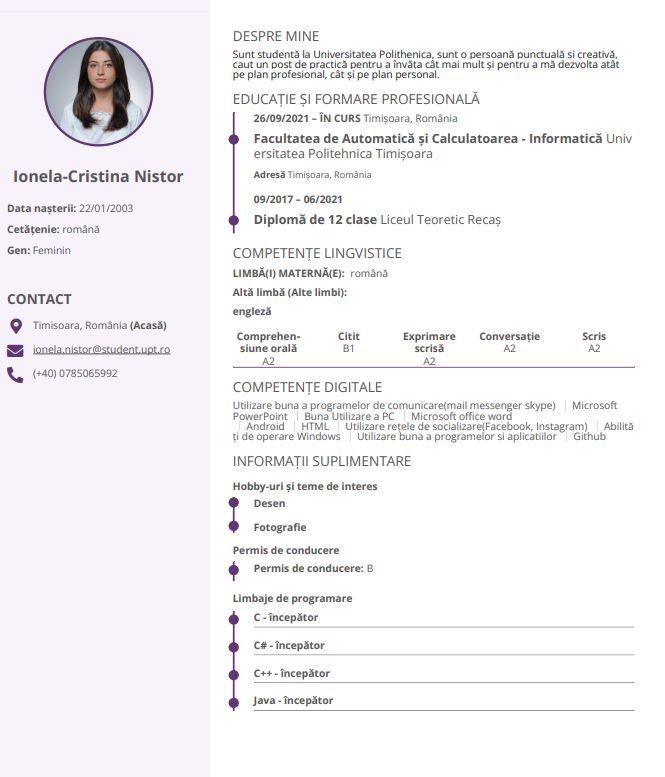 Ionela-Cristina Nistor
Data nașterii: 22/01/2003
Cetățenie: română
Gen: Feminin
CONTACT
Timisoara, România (Acasă)
ionela.nistor@student.upt.ro
(+40) 0785065992
DESPRE MINE
Sunt studentă la Universitatea Polithenica, sunt o persoană punctuală și creativă,
caut un post de practică pentru a învăța cât mai mult și pentru a mă dezvolta atât
pe plan profesional, cât și pe plan personal.
EDUCAȚIE ȘI FORMARE PROFESIONALĂ
26/09/2021 – ÎN CURS Timișoara, România
Facultatea de Automatică și Calculatoarea - Informatică Univ
ersitatea Politehnica Timișoara
Adresă Timișoara, România
09/2017 – 06/2021
Diplomă de 12 clase Liceul Teoretic Recaș
COMPETENȚE LINGVISTICE
LIMBĂ(I) MATERNĂ(E): română
Altă limbă (Alte limbi):
engleză
Comprehen-
siune orală
A2
Citit
B1
Exprimare
scrisă
A2
Conversație
A2
Scris
A2
COMPETENȚE DIGITALE
Utilizare buna a programelor de comunicare(mail messenger skype) | Microsoft
PowerPoint | Buna Utilizare a PC | Microsoft office word
| Android | HTML | Utilizare rețele de socializare(Facebook, Instagram) | Abilită
ți de operare Windows | Utilizare buna a programelor si aplicatiilor | Github
INFORMAȚII SUPLIMENTARE
Hobby-uri și teme de interes
Desen
Fotografie
Permis de conducere
Permis de conducere: B
Limbaje de programare
C - începător
C# - începător
C++ - începător
Java - începător